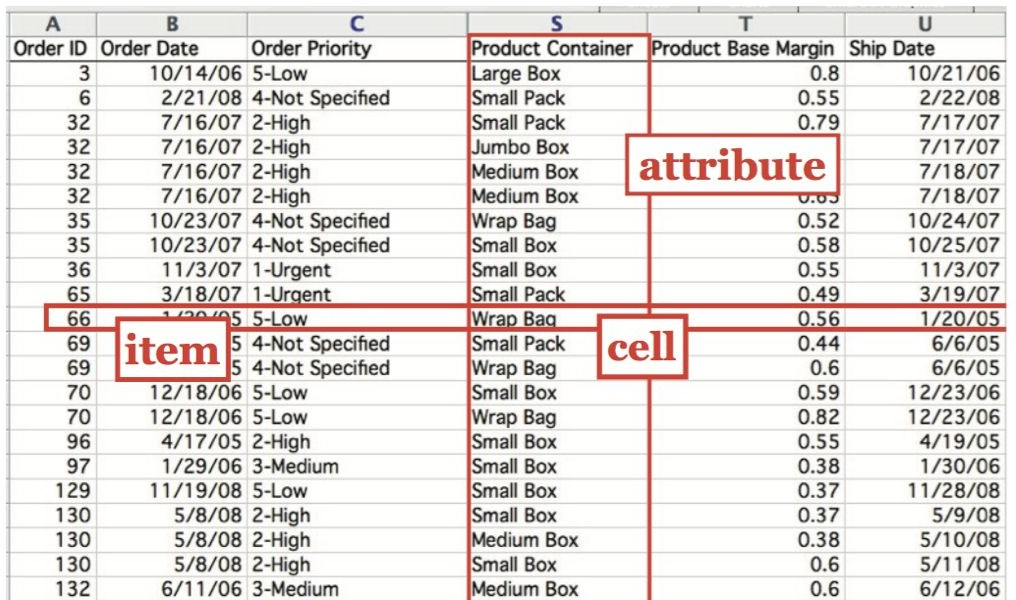 A B C S T U
Order ID Order Date Order Priority Product Container Product Base Margin Ship Date
3 10/14/06 5-Low Large Box 0.8 10/21/06
6 2/21/08 4-Not Specified Small Pack 0.55 2/22/08
32 7/16/07 2-High Small Pack 0.79 7/17/07
32 7/16/07 2-High Jumbo Box 7/17/07
32 7/16/07 2-High Medium Box 7/18/07
32 7/16/07 2-High Medium Box 0.65 7/18/07
attribute
35 10/23/07 4-Not Specified Wrap Bag 0.52 10/24/07
35 10/23/07 4-Not Specified Small Box 0.58 10/25/07
36 11/3/07 1-Urgent Small Box 0.55 11/3/07
65 3/18/07 1-Urgent Small Pack 0.49 3/19/07
66 5-Low Wrap Bag 0.56 1/20/05
item
cell
69 5 4-Not Specified Small Pack 0.44 6/6/05
69 5 4-Not Specified Wrap Bag 0.6 6/6/05
70 12/18/06 5-Low Small Box 0.59 12/23/06
70 12/18/06 5-Low Wrap Bag 0.82 12/23/06
96 4/17/05 2-High Small Box 0.55 4/19/05
97 1/29/06 3-Medium Small Box 0.38 1/30/06
129 11/19/08 5-Low Small Box 0.37 11/28/08
130 5/8/08 2-High Small Box 0.37 5/9/08
130 5/8/08 2-High Medium Box 0.38 5/10/08
130 5/8/08 2-High Small Box 0.6 5/11/08
132 6/11/06 3-Medium Medium Box 0.6 6/12/06